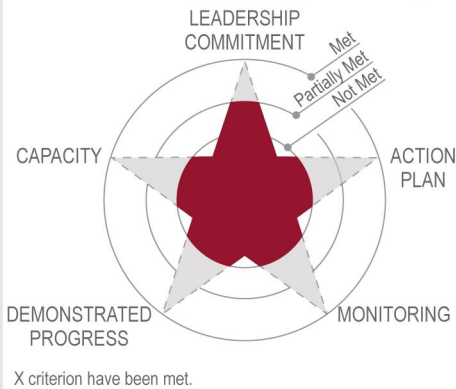 LEADERSHIP
COMMITMENT
Met
Partially Met
Not Met
CAPACITY
ACTION
PLAN
DEMONSTRATED
PROGRESS
MONITORING
X criterion have been met.